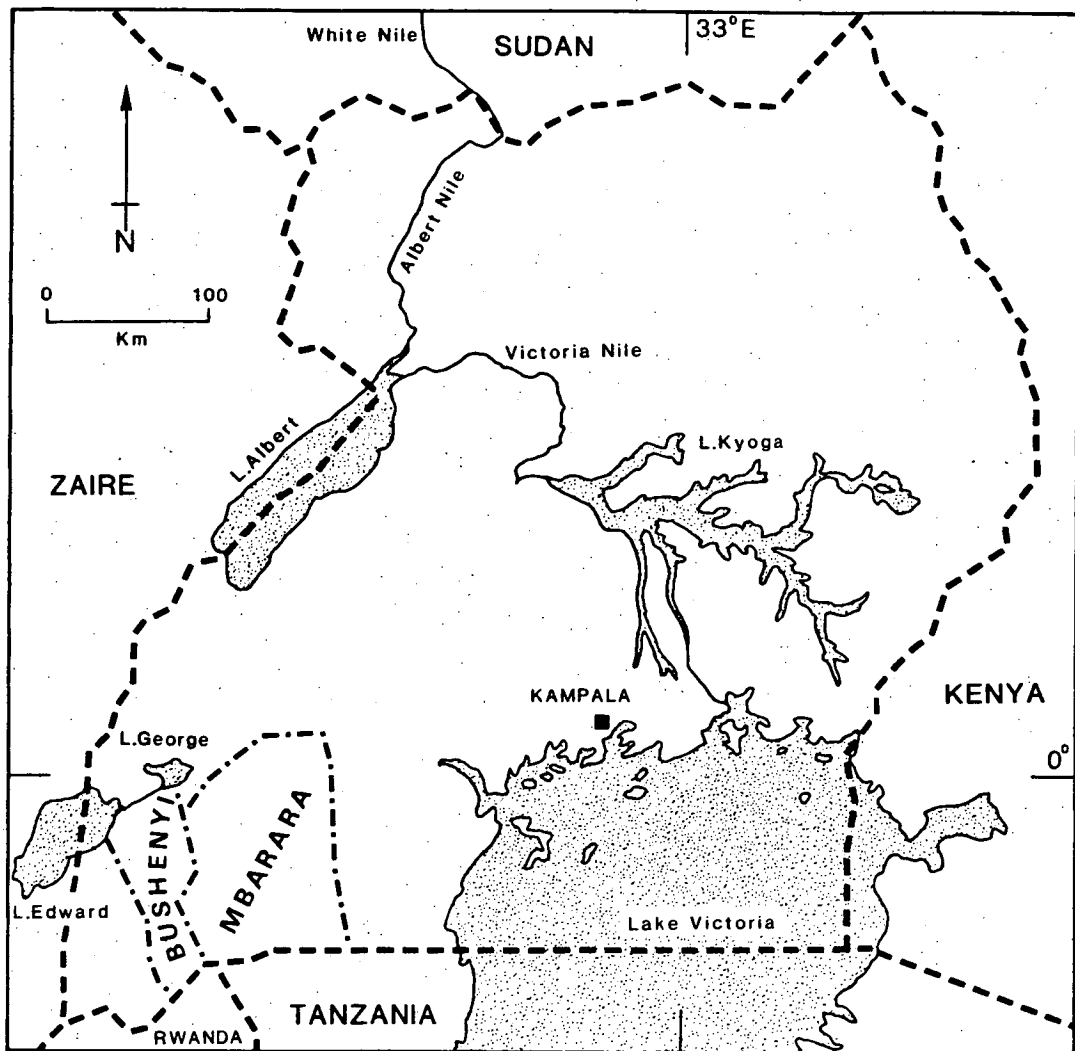 White Nile
SUDAN
33°E
N
0 100
Km
Albert Nile
Victoria Nile
L.Albert
L.Kyoga
ZAIRE
KAMPALA
KENYA
L.George
0°
BUSHENYI
MBARARA
L.Edward
Lake Victoria
TANZANIA
RWANDA